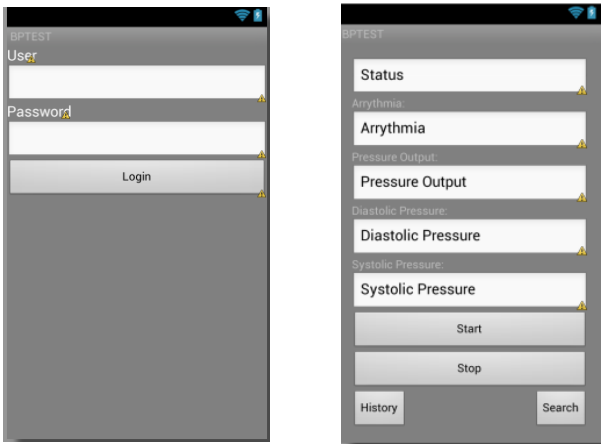 BPTEST
User
Password
Login
BPTEST
Status
Arrythmia:
Arrythmia
Pressure Output:
Pressure Output
Diastolic Pressure:
Diastolic Pressure
Systolic Pressure:
Systolic Pressure
Start
Stop
History Search